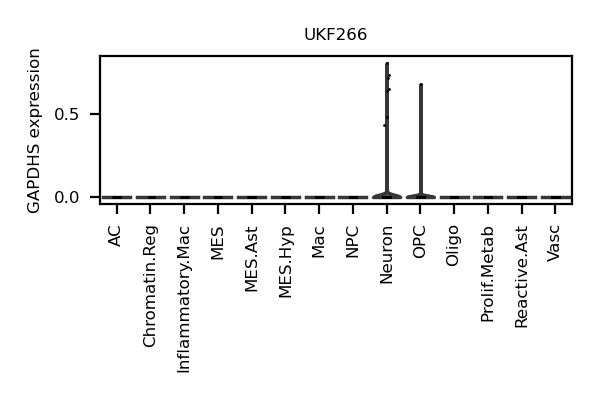 UKF266
GAPDHS expression
0.5
0.0
AC
Chromatin.Reg
Inflammatory.Mac
MES
MES.Ast
MES.Hyp
Mac
NPC
Neuron
OPC
Oligo
Prolif.Metab
Reactive.Ast
Vasc